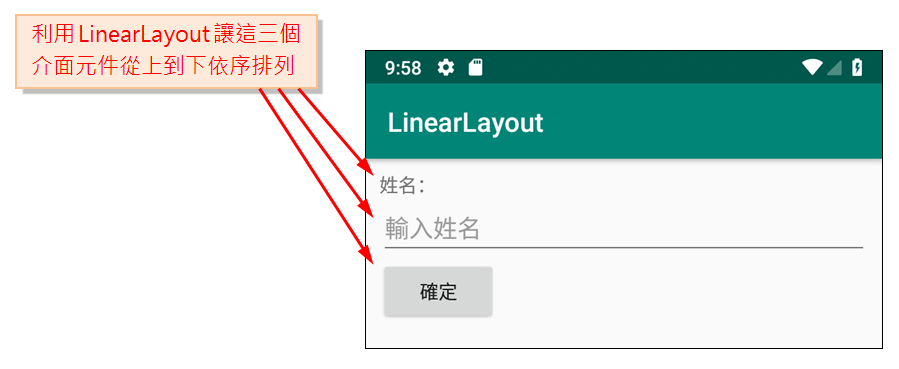 利用 LinearLayout 讓這三個
介面元件從上到下依序排列
9:58
LinearLayout
姓名：
輸入姓名
確定